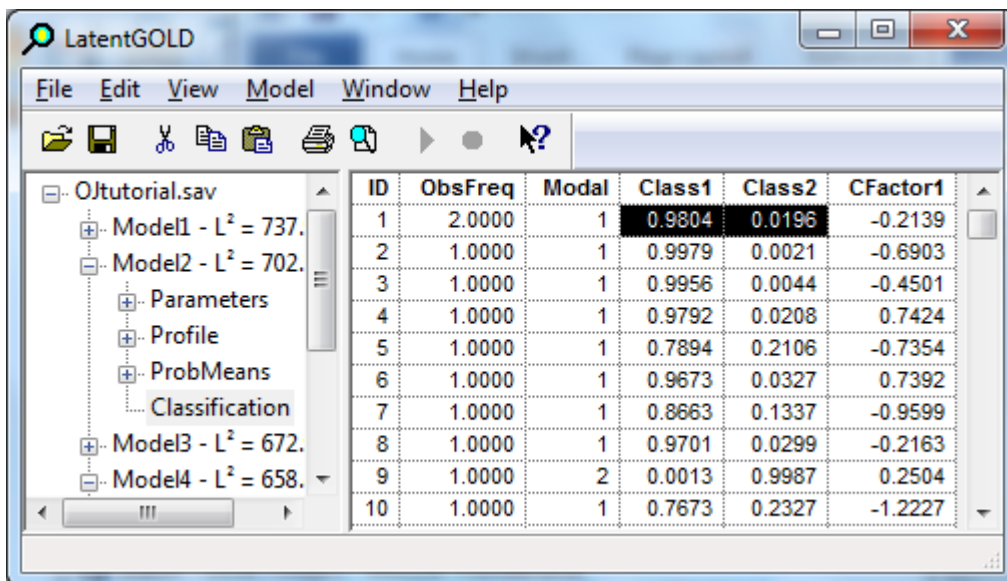 LatentGOLD
File Edit View Model Window Help
OJtutorial.sav
Model1 - L² = 737.
Model2 - L² = 702.
Parameters
Profile
ProbMeans
Classification
Model3 - L² = 672.
Model4 - L² = 658.
ID ObsFreq Modal Class1 Class2 CFactor1
1 2.0000 1 0.9804 0.0196 -0.2139
2 1.0000 1 0.9979 0.0021 -0.6903
3 1.0000 1 0.9956 0.0044 -0.4501
4 1.0000 1 0.9792 0.0208 0.7424
5 1.0000 1 0.7894 0.2106 -0.7354
6 1.0000 1 0.9673 0.0327 0.7392
7 1.0000 1 0.8663 0.1337 -0.9599
8 1.0000 1 0.9701 0.0299 -0.2163
9 1.0000 2 0.0013 0.9987 0.2504
10 1.0000 1 0.7673 0.2327 -1.2227